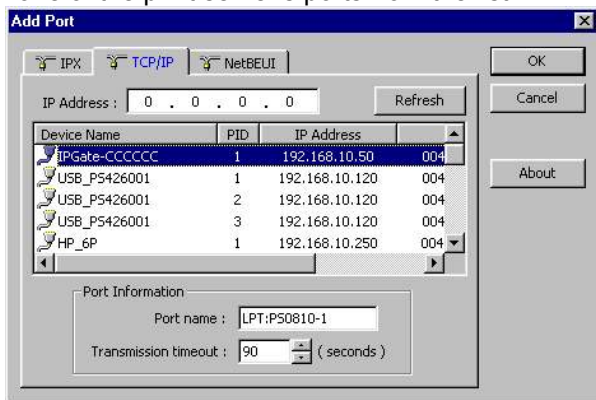 Add Port
IPX TCP/IP NetBEUI
OK
IP Address : 0 . 0 . 0 . 0 Refresh
Cancel
Device Name PID IP Address
IPGate-CCCCCC 1 192.168.10.50 004
About
USB_PS426001 1 192.168.10.120 004
USB_PS426001 2 192.168.10.120 004
USB_PS426001 3 192.168.10.120 004
HP_6P 1 192.168.10.250 004
Port Information
Port name : LPT:PS0810-1
Transmission timeout : 90 ( seconds )